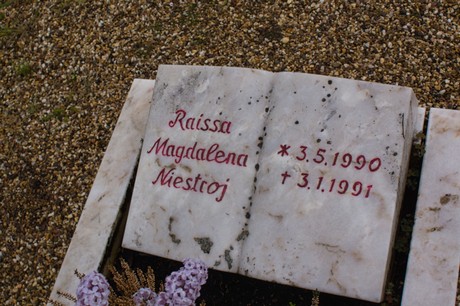 Raissa
Magdalena
Niestroj
* 3.5.1990
† 3.1.1991